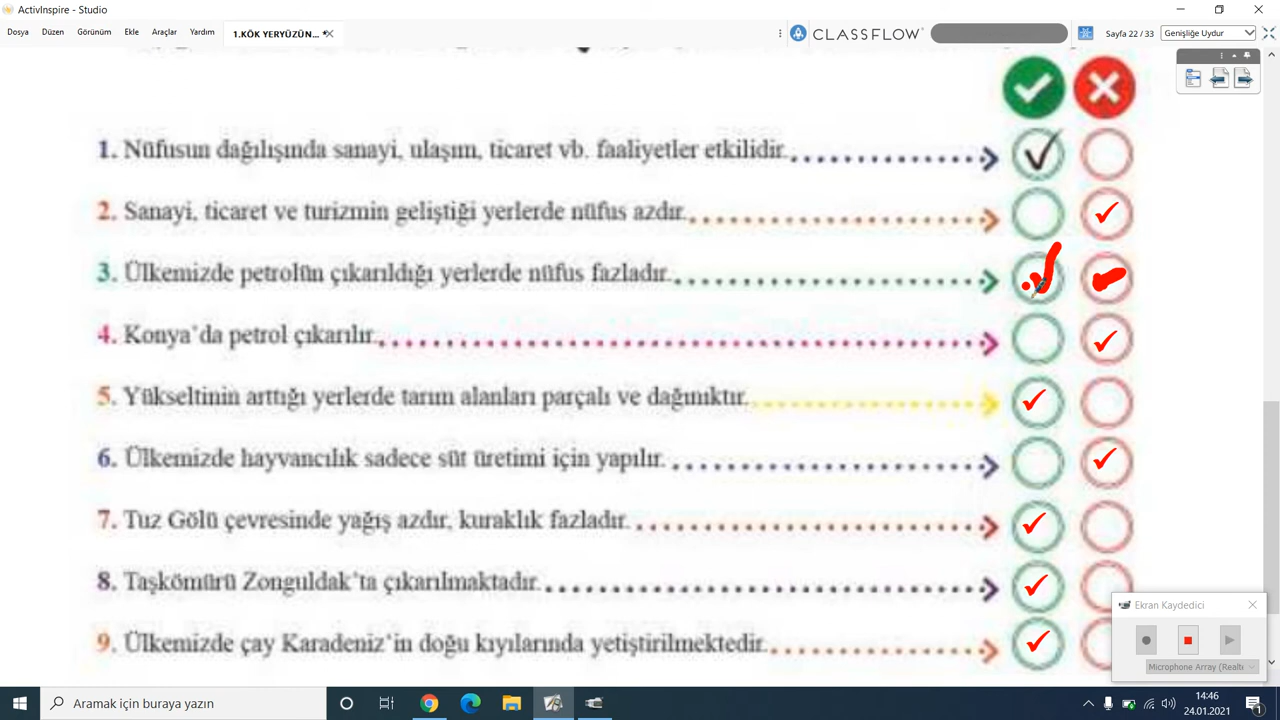 ActivInspire - Studio
Dosya Düzen Görünüm Ekle Araçlar Yardım
1.KÖK YERYÜZÜN...
CLASSFLOW
Sayfa 22 / 33
Genişliğe Uydur
1. Nüfusun dağılışında sanayi, ulaşım, ticaret vb. faaliyetler etkilidir.
2. Sanayi, ticaret ve turizmin geliştiği yerlerde nüfus azdır.
3. Ülkemizde petrolün çıkarıldığı yerlerde nüfus fazladır.
4. Konya'da petrol çıkarılır.
5. Yükseltinin arttığı yerlerde tarım alanları parçalı ve dağınıktır.
6. Ülkemizde hayvancılık sadece süt üretimi için yapılır.
7. Tuz Gölü çevresinde yağış azdır, kuraklık fazladır.
8. Taşkömürü Zonguldak'ta çıkarılmaktadır.
9. Ülkemizde çay Karadeniz'in doğu kıyılarında yetiştirilmektedir.
Ekran Kaydedici
Microphone Array (Realte
Aramak için buraya yazın
14:46
24.01.2021
1